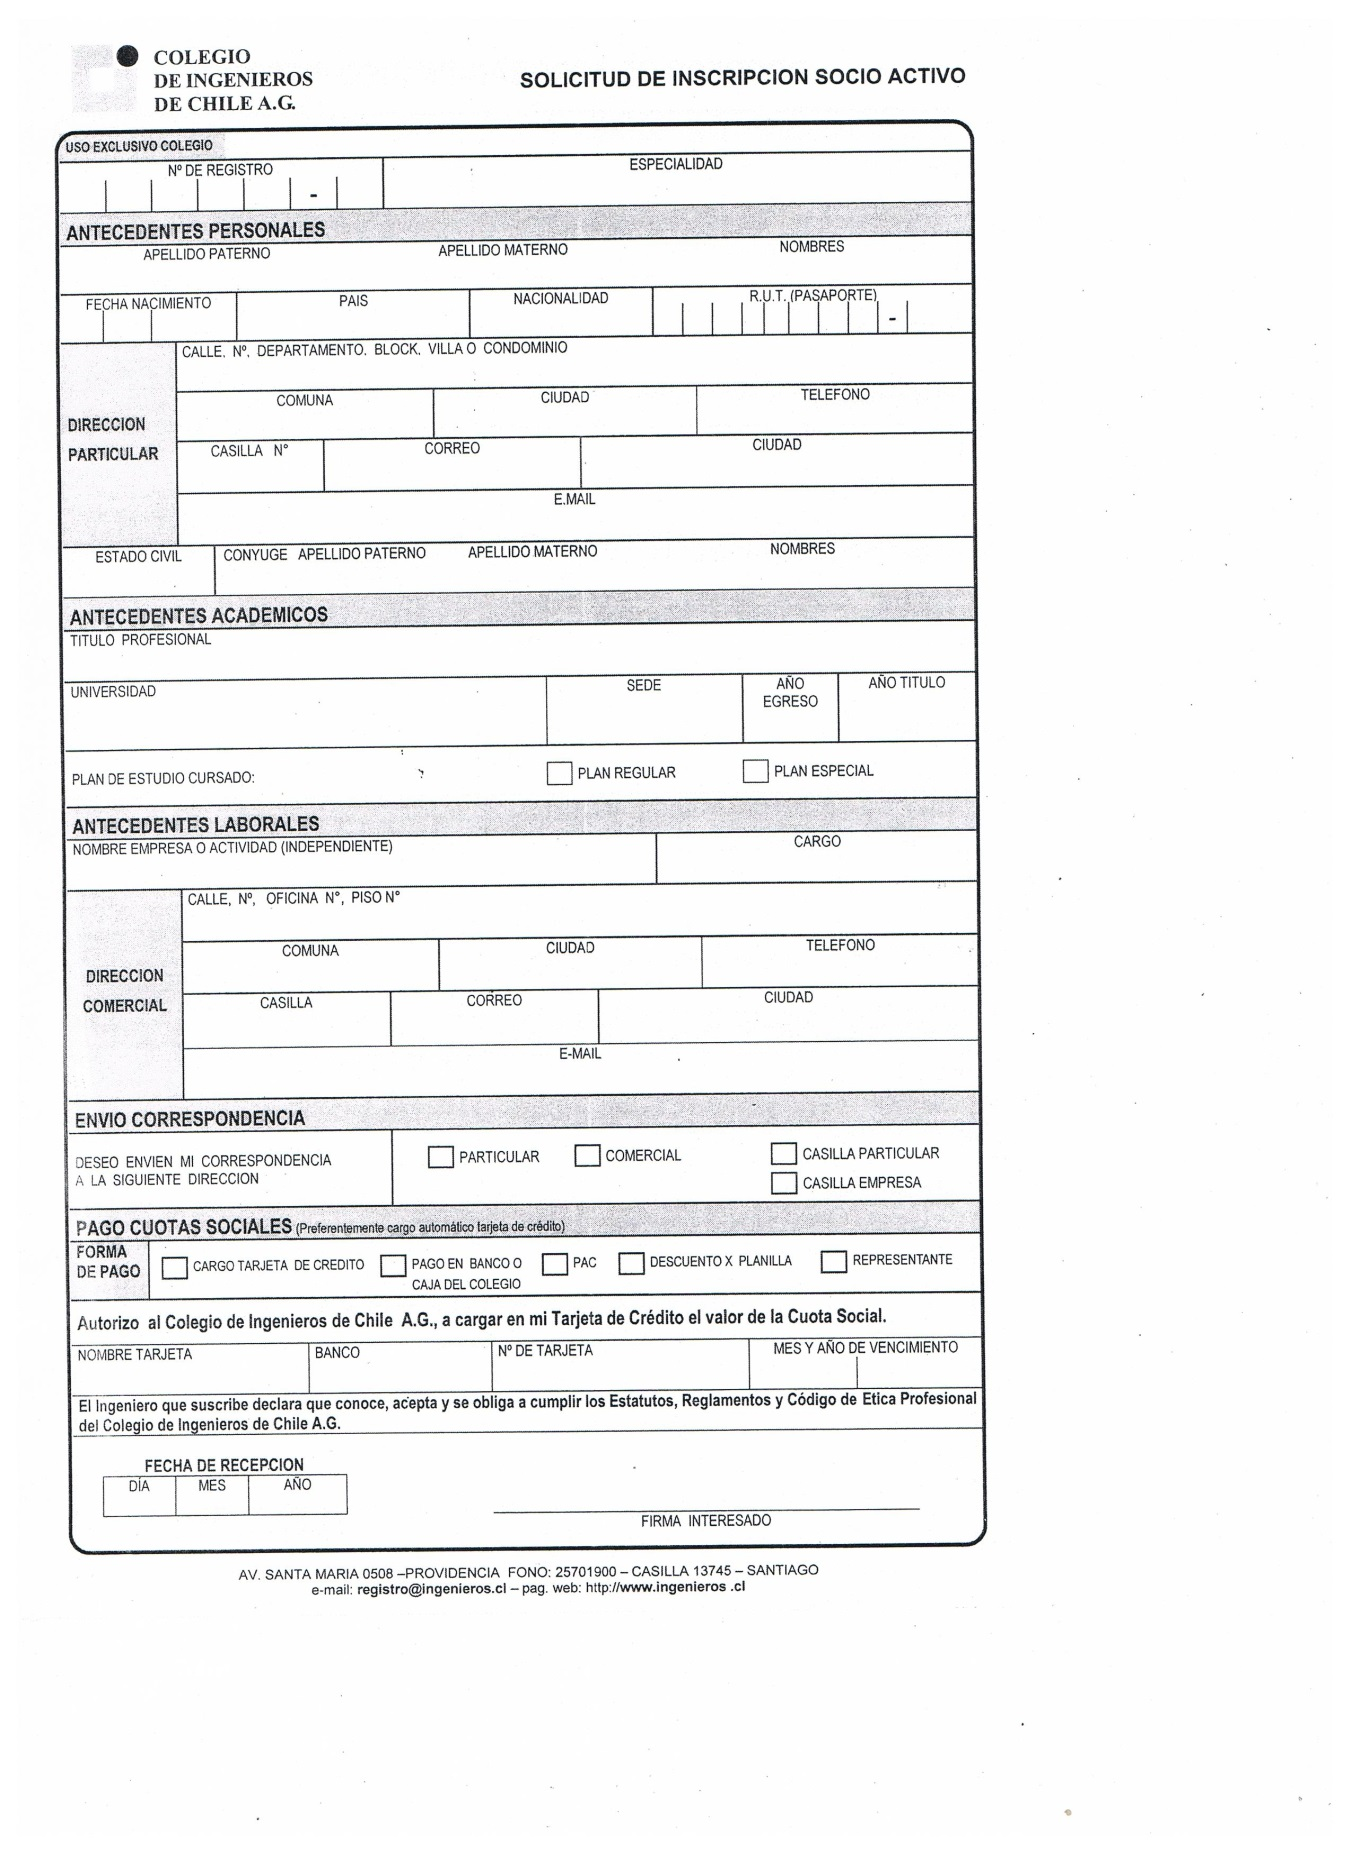 COLEGIO
DE INGENIEROS
DE CHILE A.G.
SOLICITUD DE INSCRIPCION SOCIO ACTIVO
USO EXCLUSIVO COLEGIO
Nº DE REGISTRO ESPECIALIDAD
-
ANTECEDENTES PERSONALES
APELLIDO PATERNO APELLIDO MATERNO NOMBRES
FECHA NACIMIENTO PAIS NACIONALIDAD R.U.T. (PASAPORTE)
-
CALLE, Nº, DEPARTAMENTO. BLOCK. VILLA O CONDOMINIO
COMUNA CIUDAD TELEFONO
DIRECCION
PARTICULAR
CASILLA N° CORREO CIUDAD
E.MAIL
ESTADO CIVIL CONYUGE APELLIDO PATERNO APELLIDO MATERNO NOMBRES
ANTECEDENTES ACADEMICOS
TITULO PROFESIONAL
UNIVERSIDAD SEDE AÑO EGRESO AÑO TITULO
PLAN DE ESTUDIO CURSADO: PLAN REGULAR PLAN ESPECIAL
ANTECEDENTES LABORALES
NOMBRE EMPRESA O ACTIVIDAD (INDEPENDIENTE) CARGO
CALLE, Nº, OFICINA N°, PISO N°
COMUNA CIUDAD TELEFONO
DIRECCION
COMERCIAL
CASILLA CORREO CIUDAD
E-MAIL
ENVIO CORRESPONDENCIA
DESEO ENVIEN MI CORRESPONDENCIA
A LA SIGUIENTE DIRECCION
PARTICULAR COMERCIAL CASILLA PARTICULAR
CASILLA EMPRESA
PAGO CUOTAS SOCIALES (Preferentemente cargo automático tarjeta de crédito)
FORMA
DE PAGO
CARGO TARJETA DE CREDITO PAGO EN BANCO O PAC DESCUENTO X PLANILLA REPRESENTANTE
CAJA DEL COLEGIO
Autorizo al Colegio de Ingenieros de Chile A.G., a cargar en mi Tarjeta de Crédito el valor de la Cuota Social.
NOMBRE TARJETA BANCO Nº DE TARJETA MES Y AÑO DE VENCIMIENTO
El Ingeniero que suscribe declara que conoce, acepta y se obliga a cumplir los Estatutos, Reglamentos y Código de Etica Profesional
del Colegio de Ingenieros de Chile A.G.
FECHA DE RECEPCION
DÍA MES AÑO
FIRMA INTERESADO
AV. SANTA MARIA 0508 –PROVIDENCIA FONO: 25701900 – CASILLA 13745 – SANTIAGO
e-mail: registro@ingenieros.cl – pag. web: http://www.ingenieros .cl